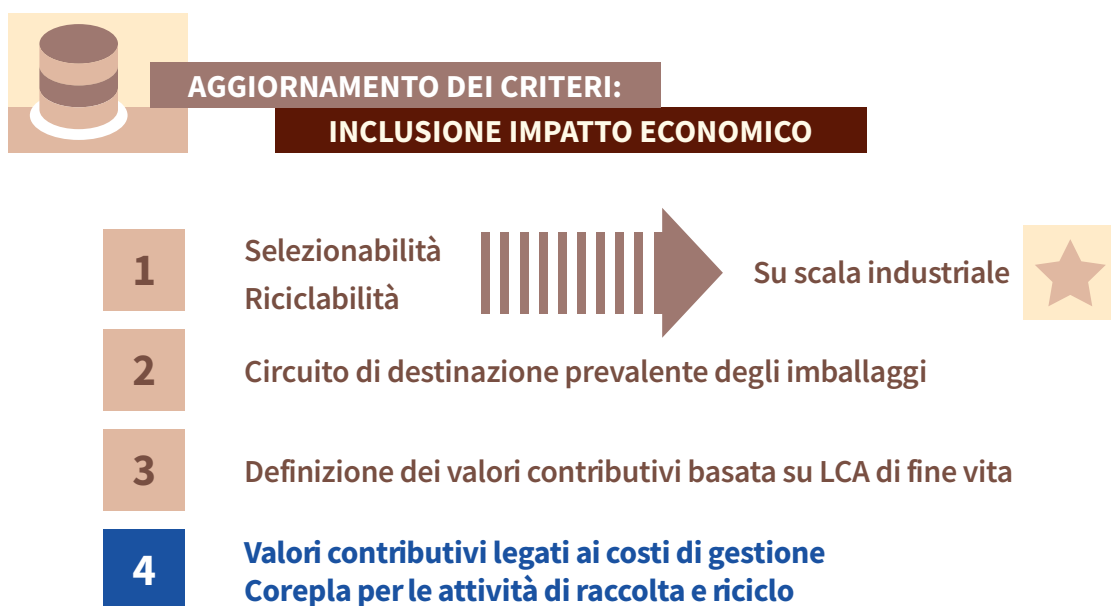 AGGIORNAMENTO DEI CRITERI:
INCLUSIONE IMPATTO ECONOMICO
1
Selezionabilità
Riciclabilità
Su scala industriale
2
Circuito di destinazione prevalente degli imballaggi
3
Definizione dei valori contributivi basata su LCA di fine vita
4
Valori contributivi legati ai costi di gestione
Corepla per le attività di raccolta e riciclo